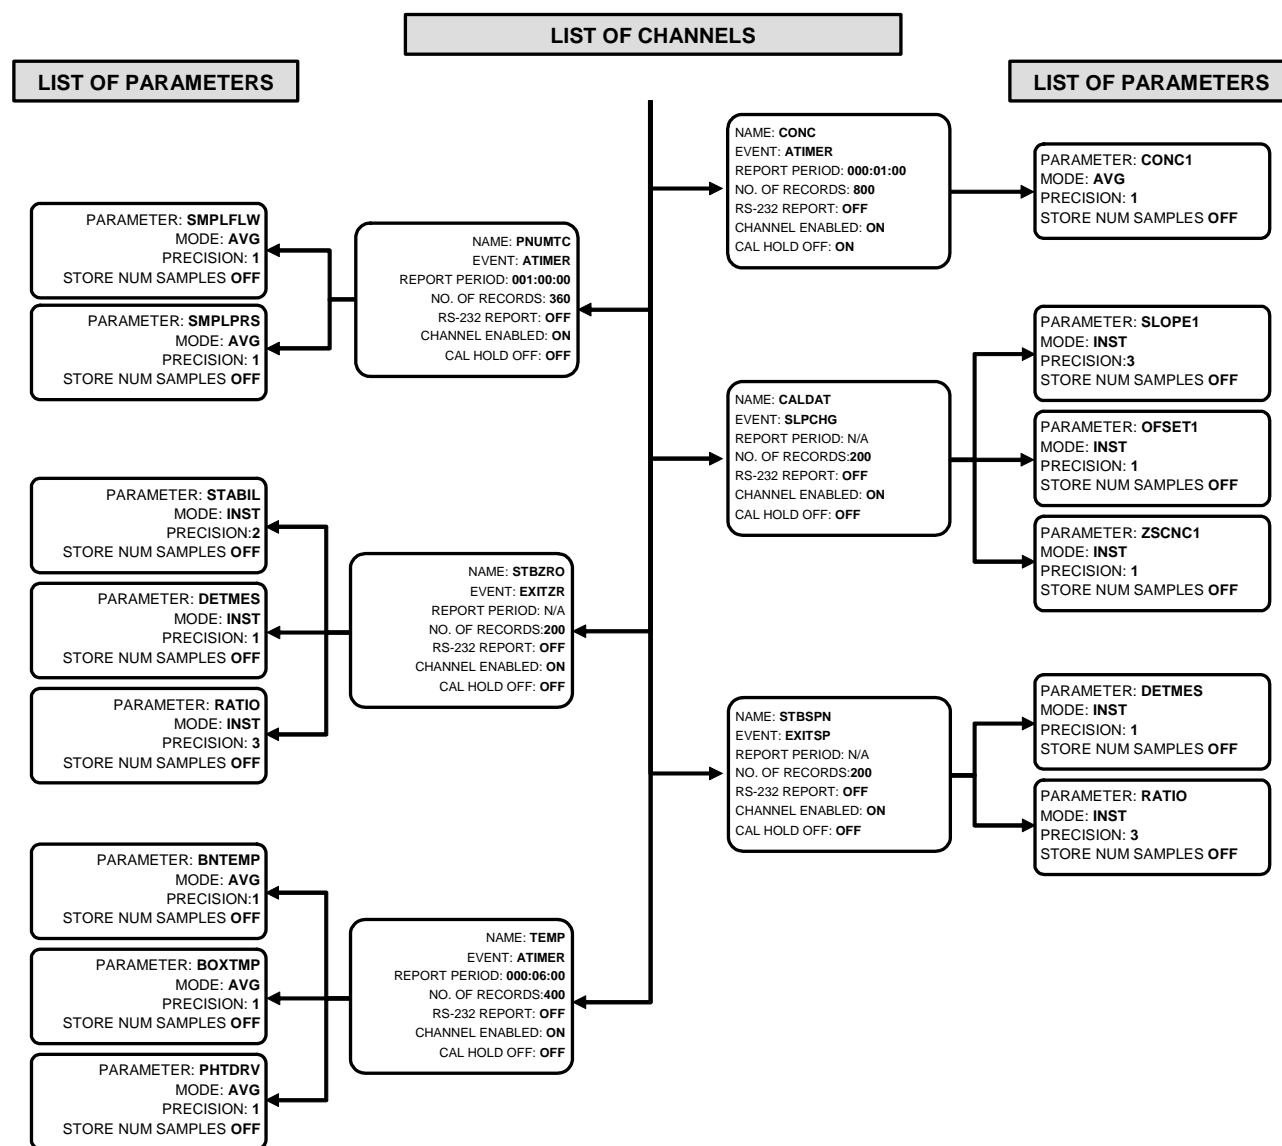 LIST OF CHANNELS
LIST OF PARAMETERS
LIST OF PARAMETERS
PARAMETER: SMPLFLW
MODE: AVG
PRECISION: 1
STORE NUM SAMPLES OFF
PARAMETER: SMPLPRS
MODE: AVG
PRECISION: 1
STORE NUM SAMPLES OFF
NAME: PNUMTC
EVENT: ATIMER
REPORT PERIOD: 001:00:00
NO. OF RECORDS: 360
RS-232 REPORT: OFF
CHANNEL ENABLED: ON
CAL HOLD OFF: OFF
NAME: CONC
EVENT: ATIMER
REPORT PERIOD: 000:01:00
NO. OF RECORDS: 800
RS-232 REPORT: OFF
CHANNEL ENABLED: ON
CAL HOLD OFF: ON
PARAMETER: CONC1
MODE: AVG
PRECISION: 1
STORE NUM SAMPLES OFF
NAME: CALDAT
EVENT: SLPCHG
REPORT PERIOD: N/A
NO. OF RECORDS:200
RS-232 REPORT: OFF
CHANNEL ENABLED: ON
CAL HOLD OFF: OFF
PARAMETER: SLOPE1
MODE: INST
PRECISION:3
STORE NUM SAMPLES OFF
PARAMETER: OFSET1
MODE: INST
PRECISION: 1
STORE NUM SAMPLES OFF
PARAMETER: ZSCNC1
MODE: INST
PRECISION: 1
STORE NUM SAMPLES OFF
PARAMETER: STABIL
MODE: INST
PRECISION:2
STORE NUM SAMPLES OFF
PARAMETER: DETMES
MODE: INST
PRECISION: 1
STORE NUM SAMPLES OFF
PARAMETER: RATIO
MODE: INST
PRECISION: 3
STORE NUM SAMPLES OFF
NAME: STBZRO
EVENT: EXITZR
REPORT PERIOD: N/A
NO. OF RECORDS:200
RS-232 REPORT: OFF
CHANNEL ENABLED: ON
CAL HOLD OFF: OFF
NAME: STBSPN
EVENT: EXITSP
REPORT PERIOD: N/A
NO. OF RECORDS:200
RS-232 REPORT: OFF
CHANNEL ENABLED: ON
CAL HOLD OFF: OFF
PARAMETER: DETMES
MODE: INST
PRECISION: 1
STORE NUM SAMPLES OFF
PARAMETER: RATIO
MODE: INST
PRECISION: 3
STORE NUM SAMPLES OFF
PARAMETER: BNTEMP
MODE: AVG
PRECISION:1
STORE NUM SAMPLES OFF
PARAMETER: BOXTMP
MODE: AVG
PRECISION: 1
STORE NUM SAMPLES OFF
PARAMETER: PHTDRV
MODE: AVG
PRECISION: 1
STORE NUM SAMPLES OFF
NAME: TEMP
EVENT: ATIMER
REPORT PERIOD: 000:06:00
NO. OF RECORDS:400
RS-232 REPORT: OFF
CHANNEL ENABLED: ON
CAL HOLD OFF: OFF